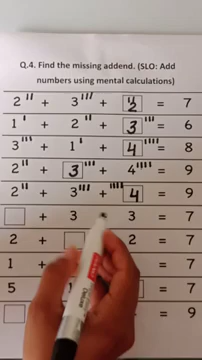 Q.4. Find the missing addend. (SLO: Add
numbers using mental calculations)
2 + 3 + 2 = 7
1 + 2 + 3 = 6
3 + 1 + 4 = 8
2 + 3 + 4 = 9
2 + 3 + 4 = 9
+ 3 + 3 = 7
2 + 2 = 7
1 + = 7
5 = 7
= 9